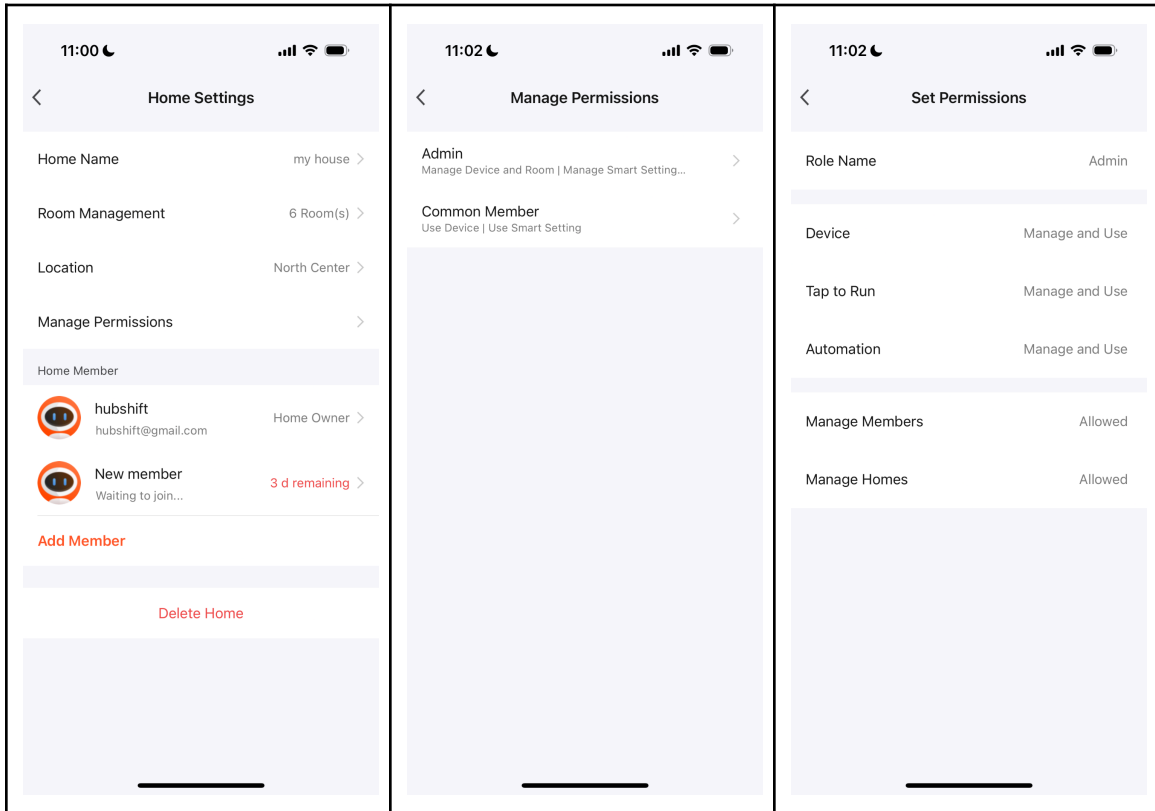 11:00
Home Settings
Home Name
my house
Room Management
6 Room(s)
Location
North Center
Manage Permissions
Home Member
hubshift
hubshift@gmail.com
Home Owner
New member
Waiting to join...
3 d remaining
Add Member
Delete Home
11:02
Manage Permissions
Admin
Manage Device and Room | Manage Smart Setting...
Common Member
Use Device | Use Smart Setting
11:02
Set Permissions
Role Name
Admin
Device
Manage and Use
Tap to Run
Manage and Use
Automation
Manage and Use
Manage Members
Allowed
Manage Homes
Allowed